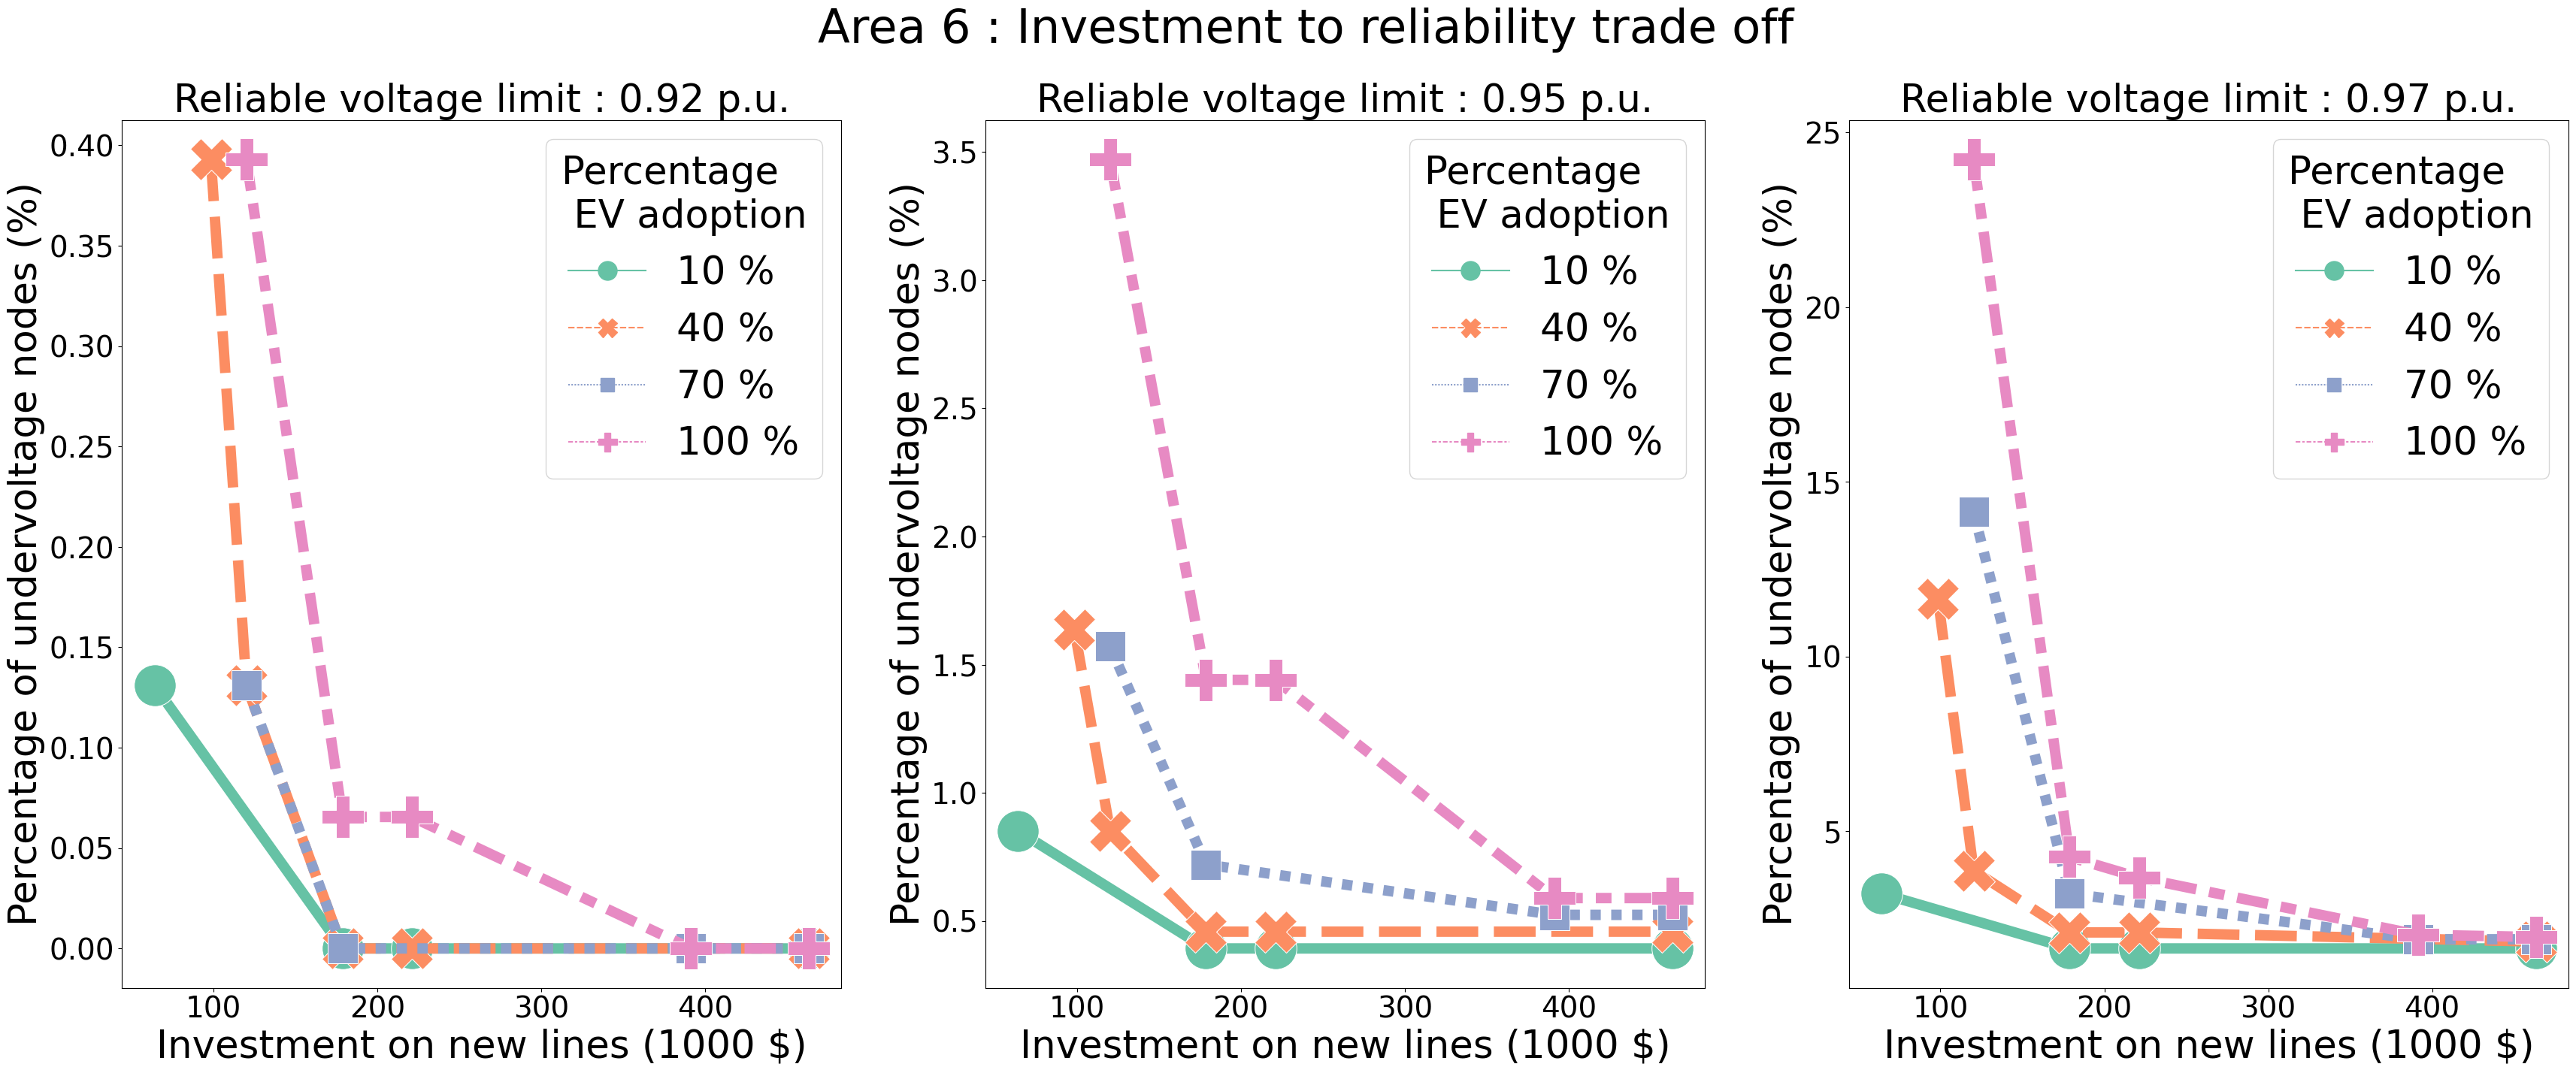 Area 6 : Investment to reliability trade off
Reliable voltage limit : 0.92 p.u.
Percentage of undervoltage nodes (%)
0.40
0.35
0.30
0.25
0.20
0.15
0.10
0.05
0.00
100
200
300
400
Investment on new lines (1000 $)
Percentage
EV adoption
10 %
40 %
70 %
100 %
Reliable voltage limit : 0.95 p.u.
Percentage of undervoltage nodes (%)
3.5
3.0
2.5
2.0
1.5
1.0
0.5
100
200
300
400
Investment on new lines (1000 $)
Percentage
EV adoption
10 %
40 %
70 %
100 %
Reliable voltage limit : 0.97 p.u.
Percentage of undervoltage nodes (%)
25
20
15
10
5
100
200
300
400
Investment on new lines (1000 $)
Percentage
EV adoption
10 %
40 %
70 %
100 %